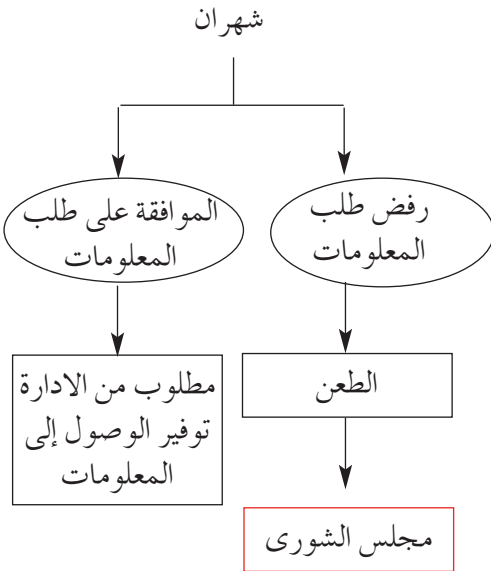 شهران
رفض طلب
المعلومات
الموافقة على طلب
المعلومات
الطعن
مطلوب من الادارة
توفير الوصول إلى
المعلومات
مجلس الشورى